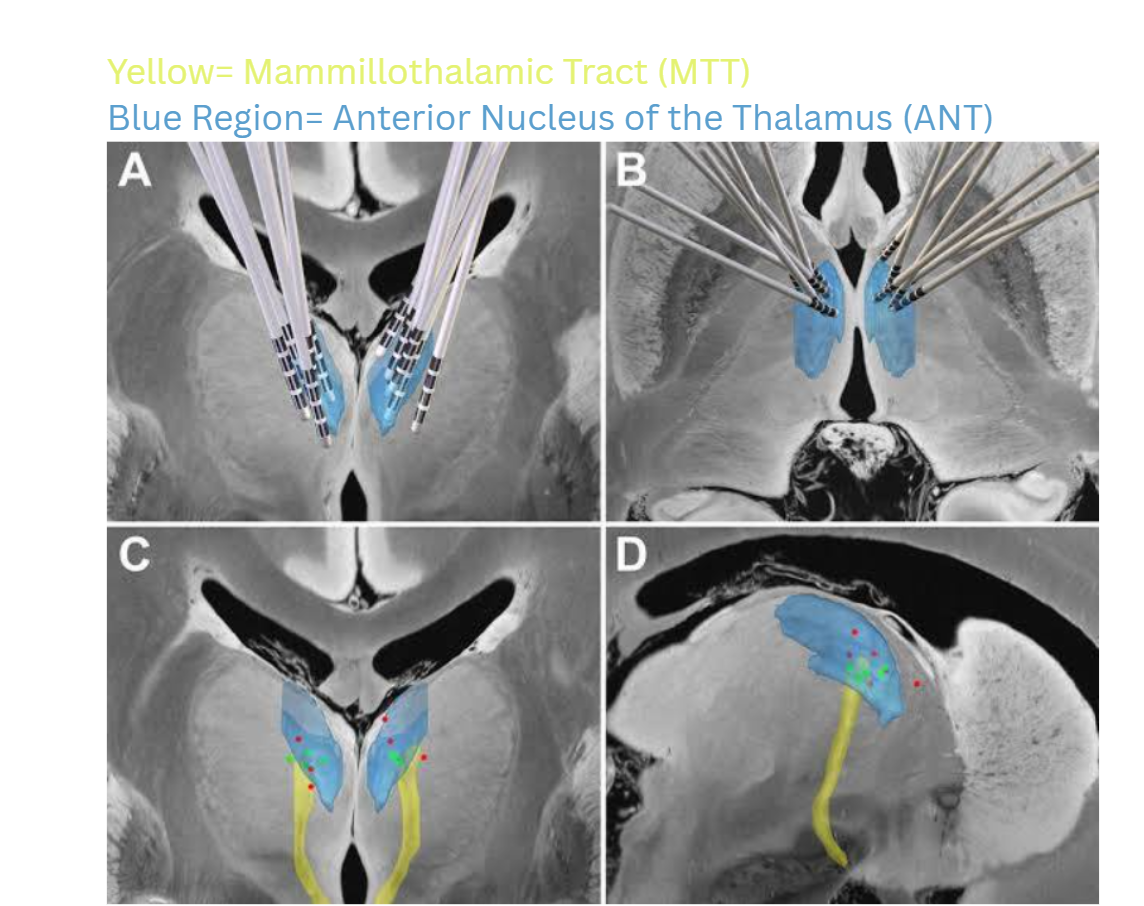 Yellow= Mammillothalamic Tract (MTT)
Blue Region= Anterior Nucleus of the Thalamus (ANT)
A
B
C
D